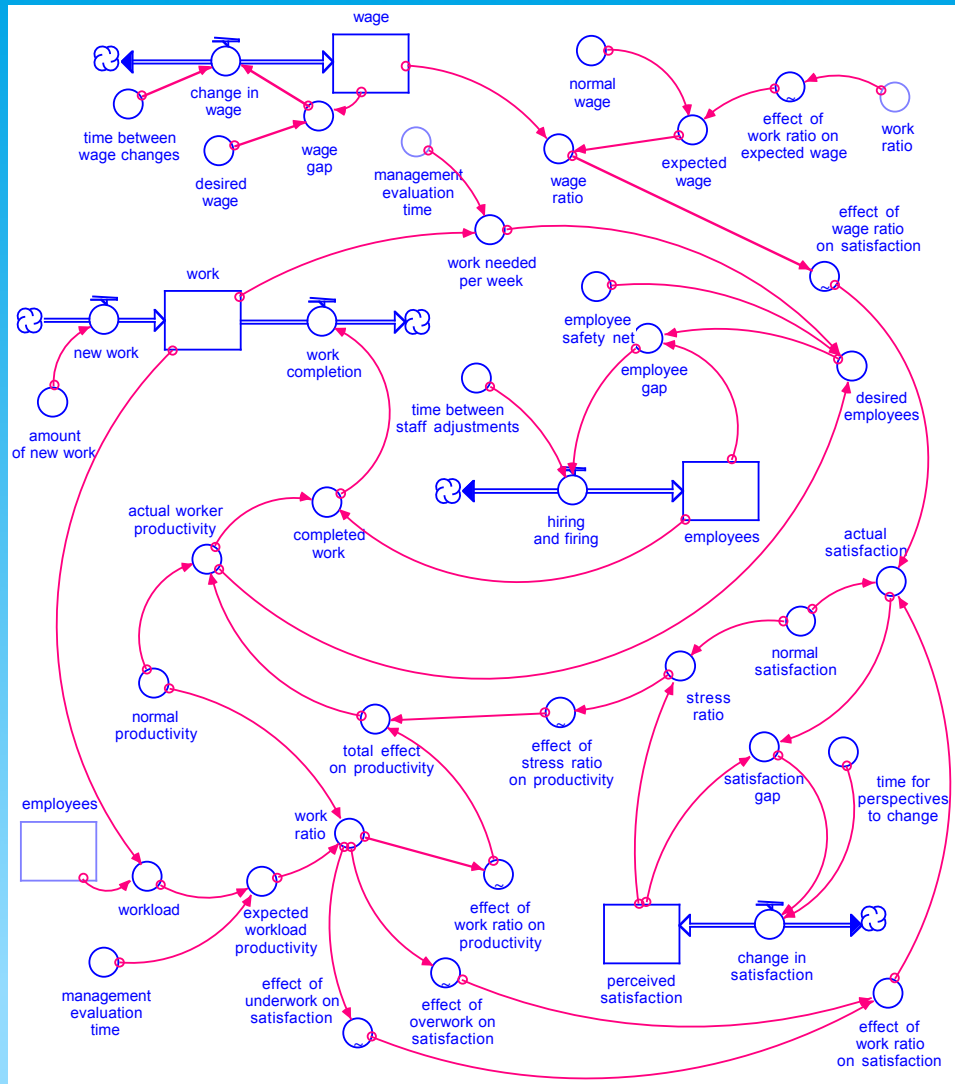 wage
change in
wage
time between
wage changes
wage
gap
desired
wage
management
evaluation
time
normal
wage
effect of
work ratio on
expected wage
work
ratio
expected
wage
wage
ratio
effect of
wage ratio
on satisfaction
work
work needed
per week
new work
work
completion
amount
of new work
employee
safety net
employee
gap
desired
employees
time between
staff adjustments
hiring
and firing
employees
actual worker
productivity
completed
work
actual
satisfaction
normal
satisfaction
stress
ratio
normal
productivity
total effect
on productivity
effect of
stress ratio
on productivity
satisfaction
gap
time for
perspectives
to change
employees
work
ratio
workload
expected
workload
productivity
effect of
work ratio on
productivity
management
evaluation
time
effect of
underwork on
satisfaction
effect of
overwork on
satisfaction
perceived
satisfaction
change in
satisfaction
effect of
work ratio
on satisfaction